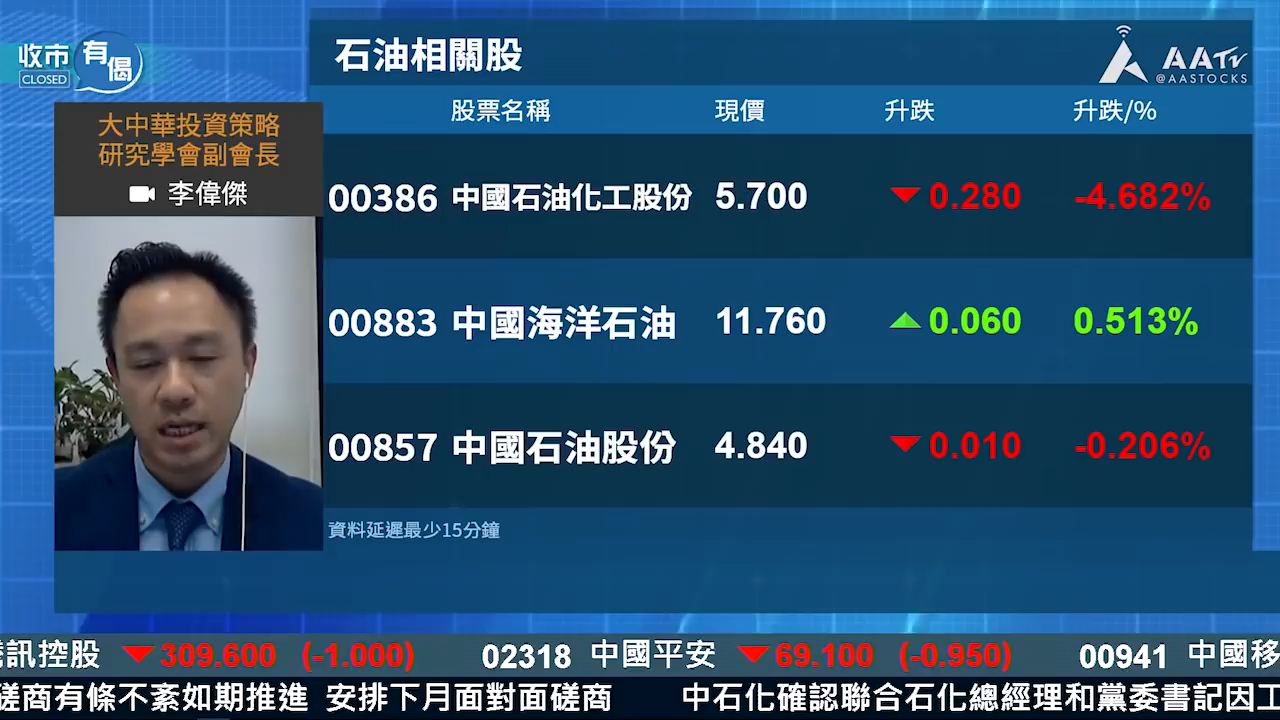 收市
CLOSED
有
偈
石油相關股
AATV
@AASTOCKS
大中華投資策略
研究學會副會長
李偉傑
股票名稱 現價 升跌 升跌/%
00386 中國石油化工股份 5.700 ▼ 0.280 -4.682%
00883 中國海洋石油 11.760 ▲ 0.060 0.513%
00857 中國石油股份 4.840 ▼ 0.010 -0.206%
資料延遲最少15分鐘
訊控股 ▼ 309.600 (-1.000) 02318 中國平安 ▼ 69.100 (-0.950) 00941 中國移
磋商有條不紊如期推進 安排下月面對面磋商 中石化確認聯合石化總經理和黨委書記因工